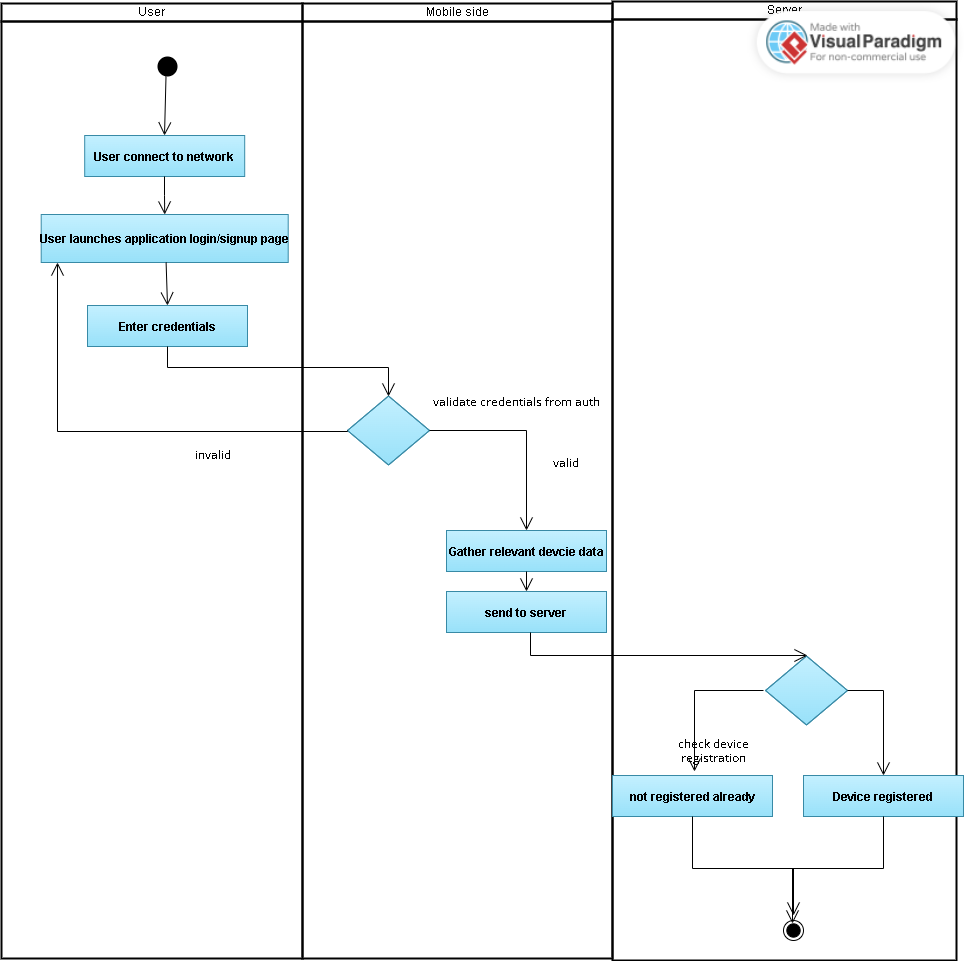 User
Mobile side
Server
Made with
Visual Paradigm
For non-commercial use
User connect to network
User launches application login/signup page
Enter credentials
validate credentials from auth
invalid
valid
Gather relevant devcie data
send to server
check device
registration
not registered already
Device registered